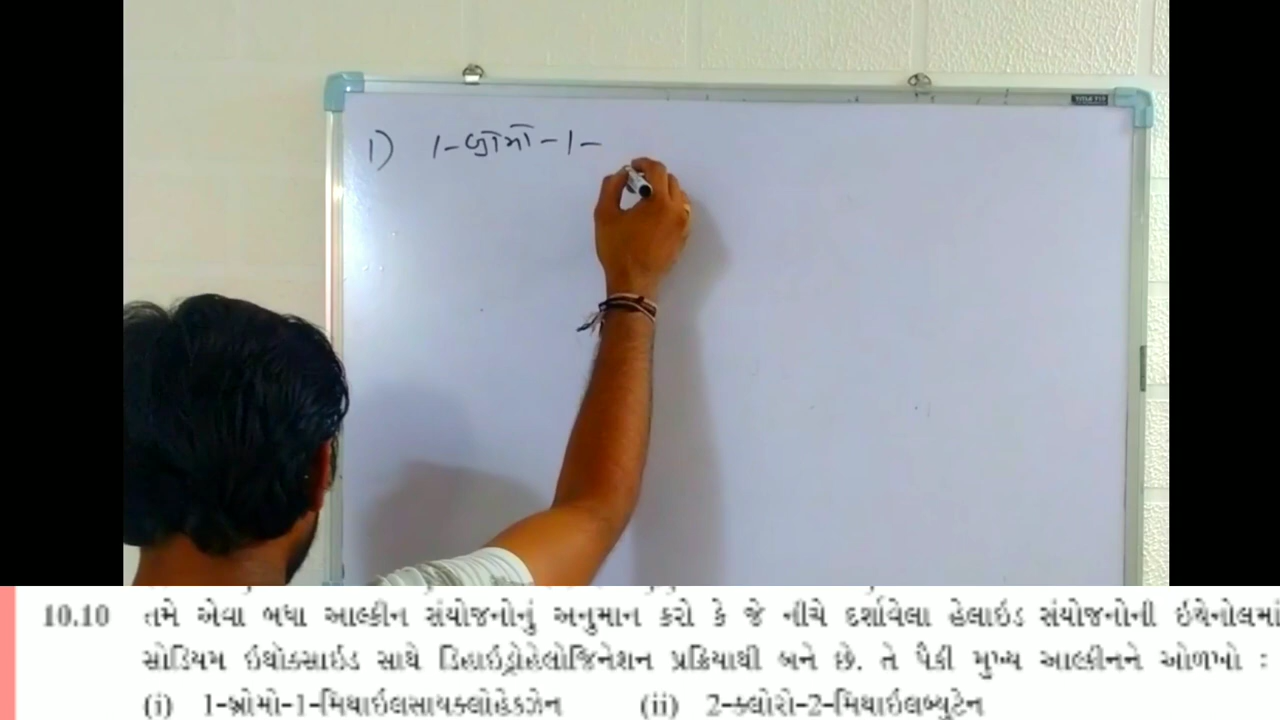 1) 1-બ્રોમો-1-
10.10 તમે એવા બધા આલ્કીન સંયોજનોનું અનુમાન કરો કે જે નીચે દર્શાવેલા હેલાઇડ સંયોજનોની ઇથેનોલમાં
સોડિયમ ઇથોક્સાઇડ સાથે ડિહાઇડ્રોહેલોજિનેશન પ્રક્રિયાથી બને છે. તે પૈકી મુખ્ય આલ્કીનને ઓળખો :
(i) 1-બ્રોમો-1-મિથાઇલસાયક્લોહેકઝેન (ii) 2-ક્લોરો-2-મિથાઇલબ્યુટેન